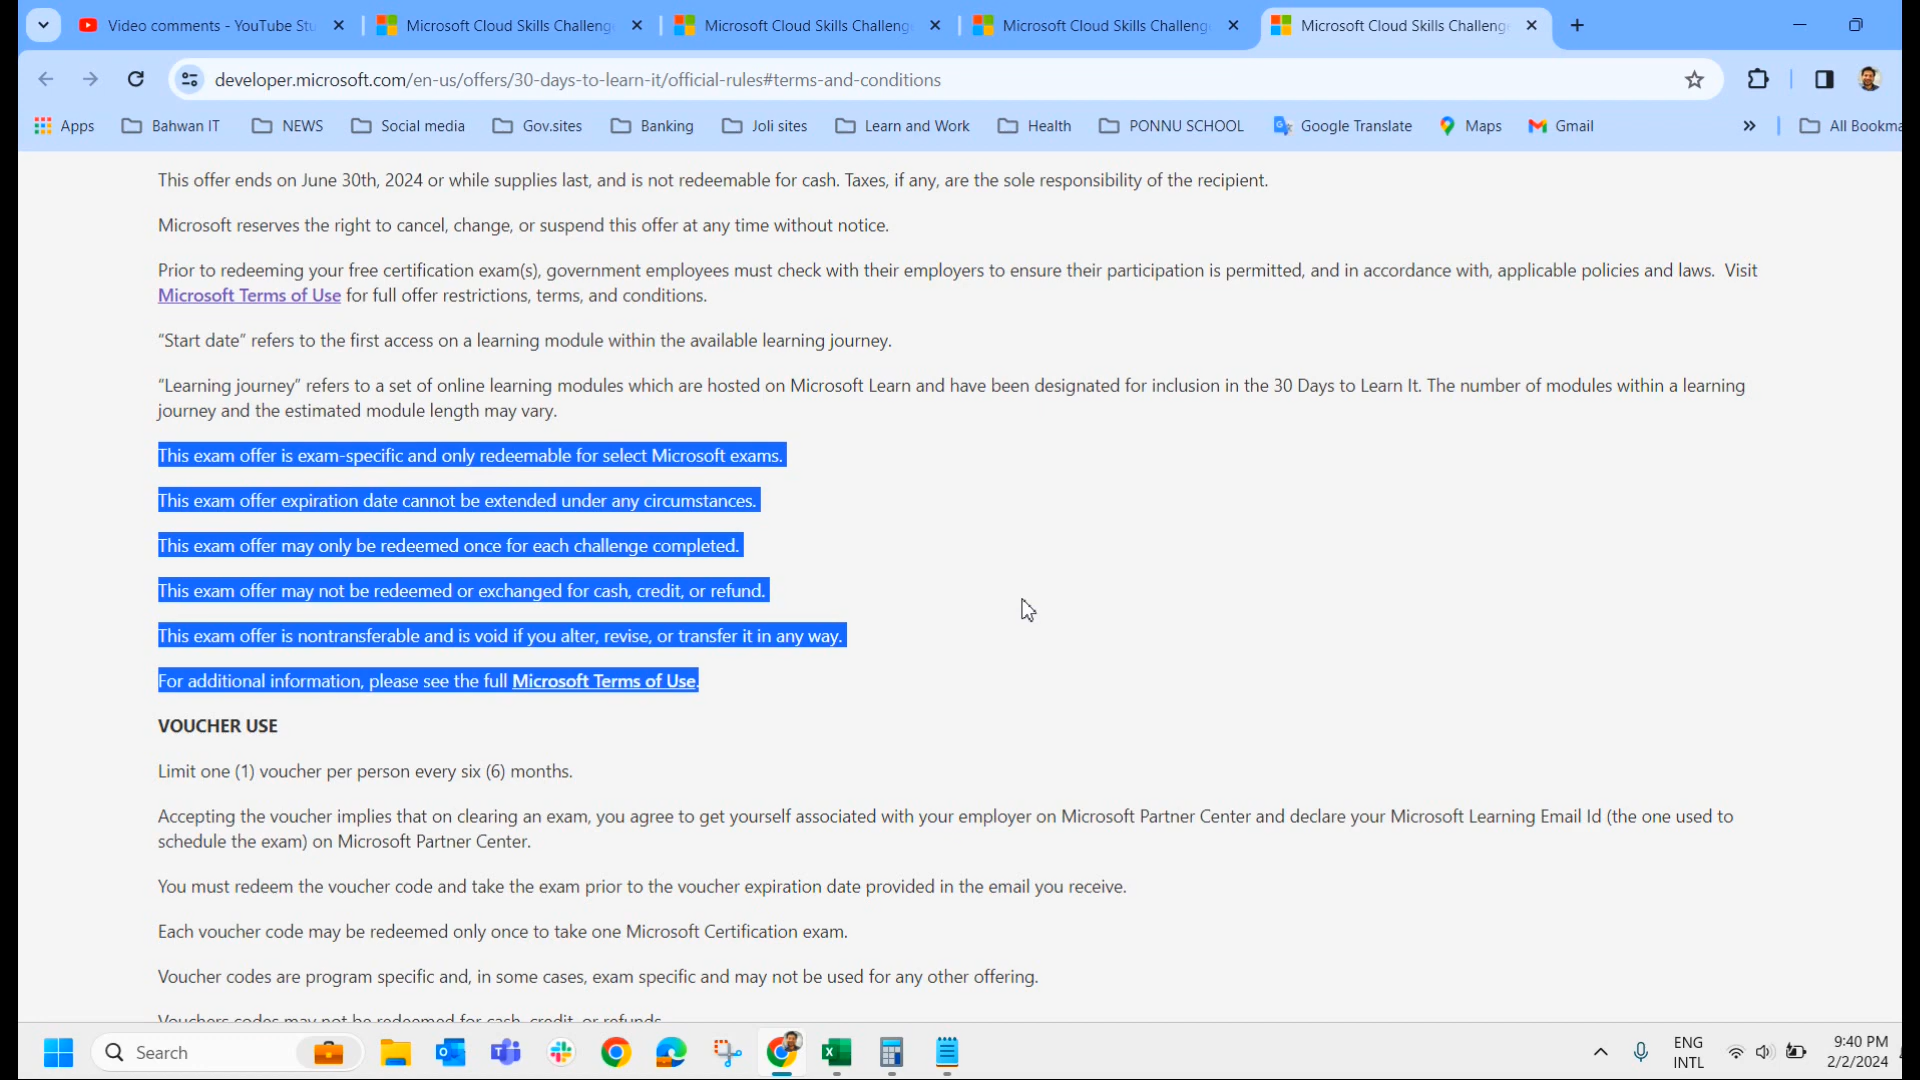 Video comments - YouTube Stu
Microsoft Cloud Skills Challeng
Microsoft Cloud Skills Challeng
Microsoft Cloud Skills Challeng
Microsoft Cloud Skills Challeng
developer.microsoft.com/en-us/offers/30-days-to-learn-it/official-rules#terms-and-conditions
Apps
Bahwan IT
NEWS
Social media
Gov.sites
Banking
Joli sites
Learn and Work
Health
PONNU SCHOOL
Google Translate
Maps
Gmail
All Bookma
This offer ends on June 30th, 2024 or while supplies last, and is not redeemable for cash. Taxes, if any, are the sole responsibility of the recipient.
Microsoft reserves the right to cancel, change, or suspend this offer at any time without notice.
Prior to redeeming your free certification exam(s), government employees must check with their employers to ensure their participation is permitted, and in accordance with, applicable policies and laws. Visit
Microsoft Terms of Use for full offer restrictions, terms, and conditions.
“Start date” refers to the first access on a learning module within the available learning journey.
“Learning journey” refers to a set of online learning modules which are hosted on Microsoft Learn and have been designated for inclusion in the 30 Days to Learn It. The number of modules within a learning
journey and the estimated module length may vary.
This exam offer is exam-specific and only redeemable for select Microsoft exams.
This exam offer expiration date cannot be extended under any circumstances.
This exam offer may only be redeemed once for each challenge completed.
This exam offer may not be redeemed or exchanged for cash, credit, or refund.
This exam offer is nontransferable and is void if you alter, revise, or transfer it in any way.
For additional information, please see the full Microsoft Terms of Use.
VOUCHER USE
Limit one (1) voucher per person every six (6) months.
Accepting the voucher implies that on clearing an exam, you agree to get yourself associated with your employer on Microsoft Partner Center and declare your Microsoft Learning Email Id (the one used to
schedule the exam) on Microsoft Partner Center.
You must redeem the voucher code and take the exam prior to the voucher expiration date provided in the email you receive.
Each voucher code may be redeemed only once to take one Microsoft Certification exam.
Voucher codes are program specific and, in some cases, exam specific and may not be used for any other offering.
Vouchers codes may not be redeemed for cash, credit, or refunds.
Search
ENG
INTL
9:40 PM
2/2/2024